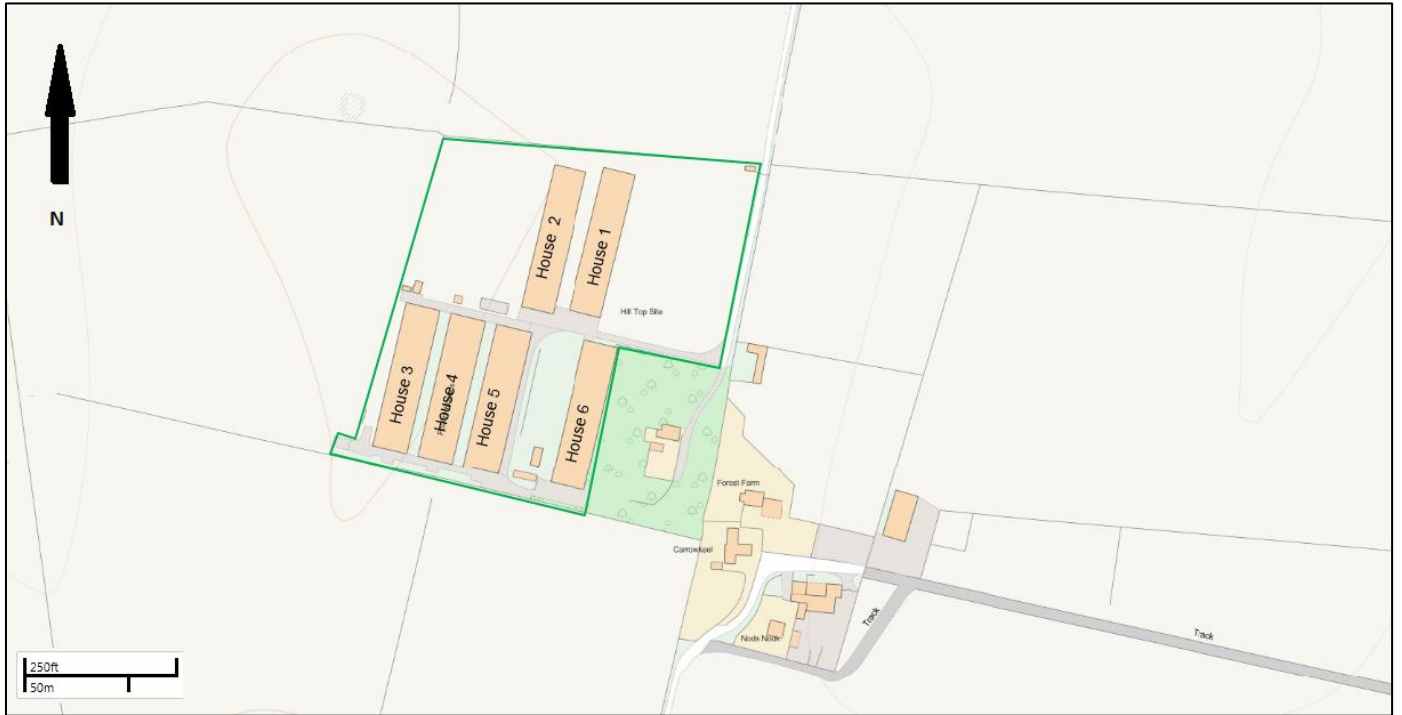 N
House 2
House 1
Hill Top Site
House 3
House 4
House 5
House 6
Forest Farm
Carrowkeel
Nods Nook
Track
Track
250ft
50m